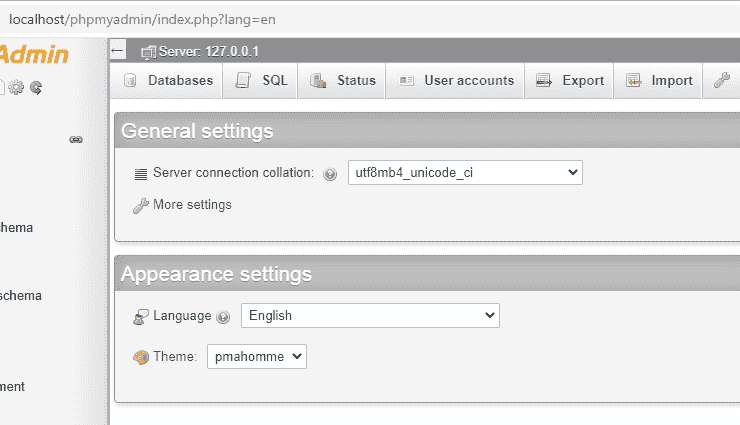 localhost/phpmyadmin/index.php?lang=en
Admin
Server: 127.0.0.1
Databases SQL Status User accounts Export Import
General settings
Server connection collation: utf8mb4_unicode_ci
More settings
chema
Appearance settings
schema
Language English
Theme: pmahomme
ment